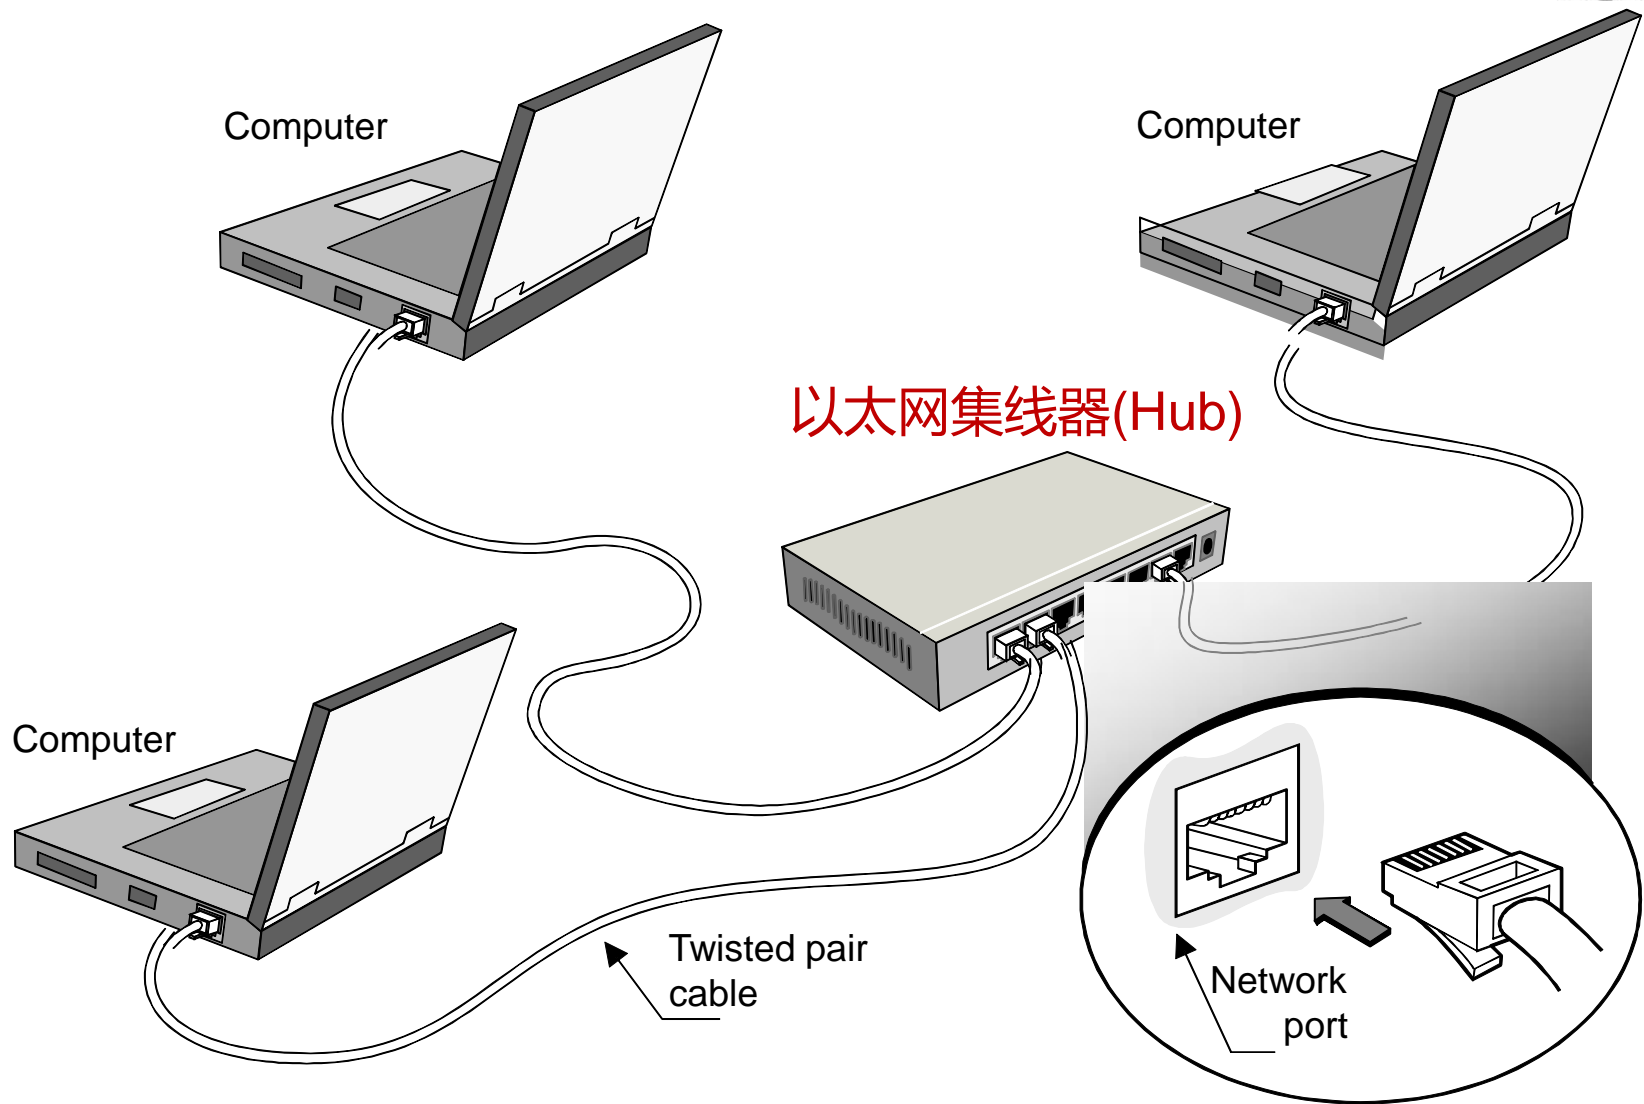 Computer
Computer
以太网集线器(Hub)
Computer
Twisted pair
cable
Network
port